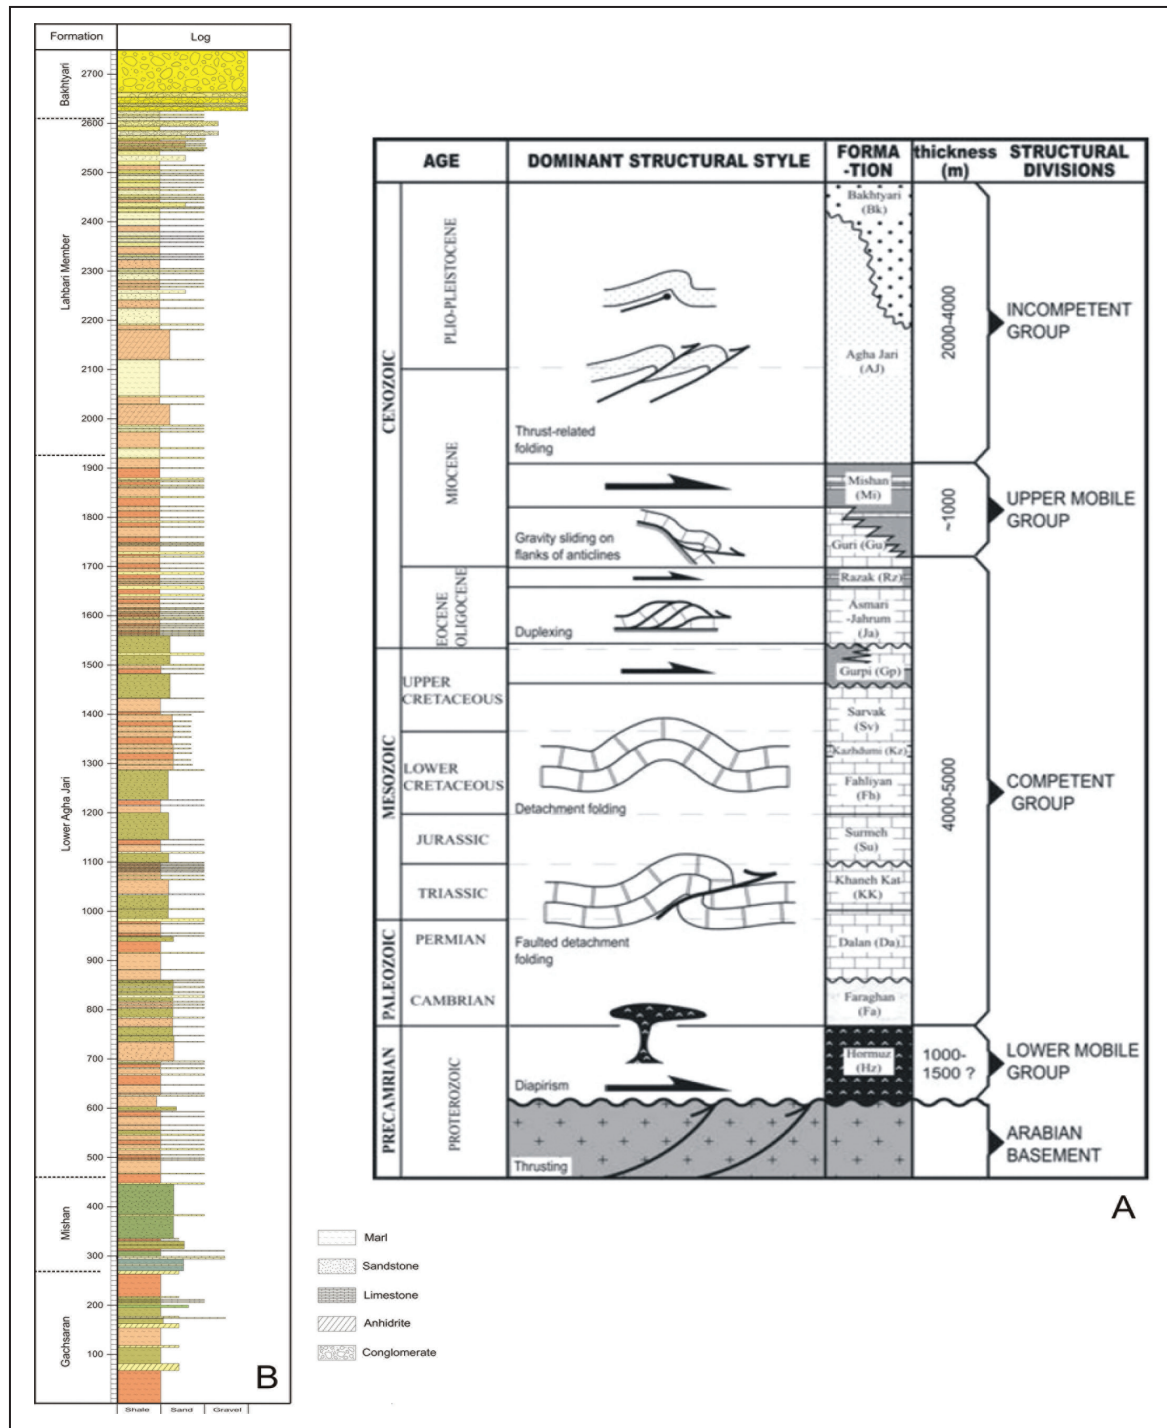 Formation
Log
Bakhtyari
Lahbari Member
Lower Agha Jari
Mishan
Gachsaran
2700
2600
2500
2400
2300
2200
2100
2000
1900
1800
1700
1600
1500
1400
1300
1200
1100
1000
900
800
700
600
500
400
300
200
100
Shale
Sand
Gravel
B
Marl
Sandstone
Limestone
Anhidrite
Conglomerate
AGE
DOMINANT STRUCTURAL STYLE
FORMA
-TION
thickness
(m)
STRUCTURAL
DIVISIONS
CENOZOIC
MESOZOIC
PALEOZOIC
PRECAMRIAN
PLIO-PLEISTOCENE
MIOCENE
EOCENE
OLIGOCENE
UPPER
CRETACEOUS
LOWER
CRETACEOUS
JURASSIC
TRIASSIC
PERMIAN
CAMBRIAN
PROTEROZOIC
Thrust-related
folding
Gravity sliding on
flanks of anticlines
Duplexing
Detachment folding
Faulted detachment
folding
Diapirism
Thrusting
Bakhtyari
(Bk)
Agha Jari
(AJ)
Mishan
(Mi)
Guri (Gu)
Razak (Rz)
Asmari
-Jahrum
(Ja)
Gurpi (Gp)
Sarvak
(Sv)
Kazhdumi (Kz)
Fahliyan
(Fh)
Surmeh
(Su)
Khaneh Kat
(KK)
Dalan (Da)
Faraghan
(Fa)
Hormuz
(Hz)
2000-4000
~1000
4000-5000
1000-
1500 ?
INCOMPETENT
GROUP
UPPER MOBILE
GROUP
COMPETENT
GROUP
LOWER MOBILE
GROUP
ARABIAN
BASEMENT
A